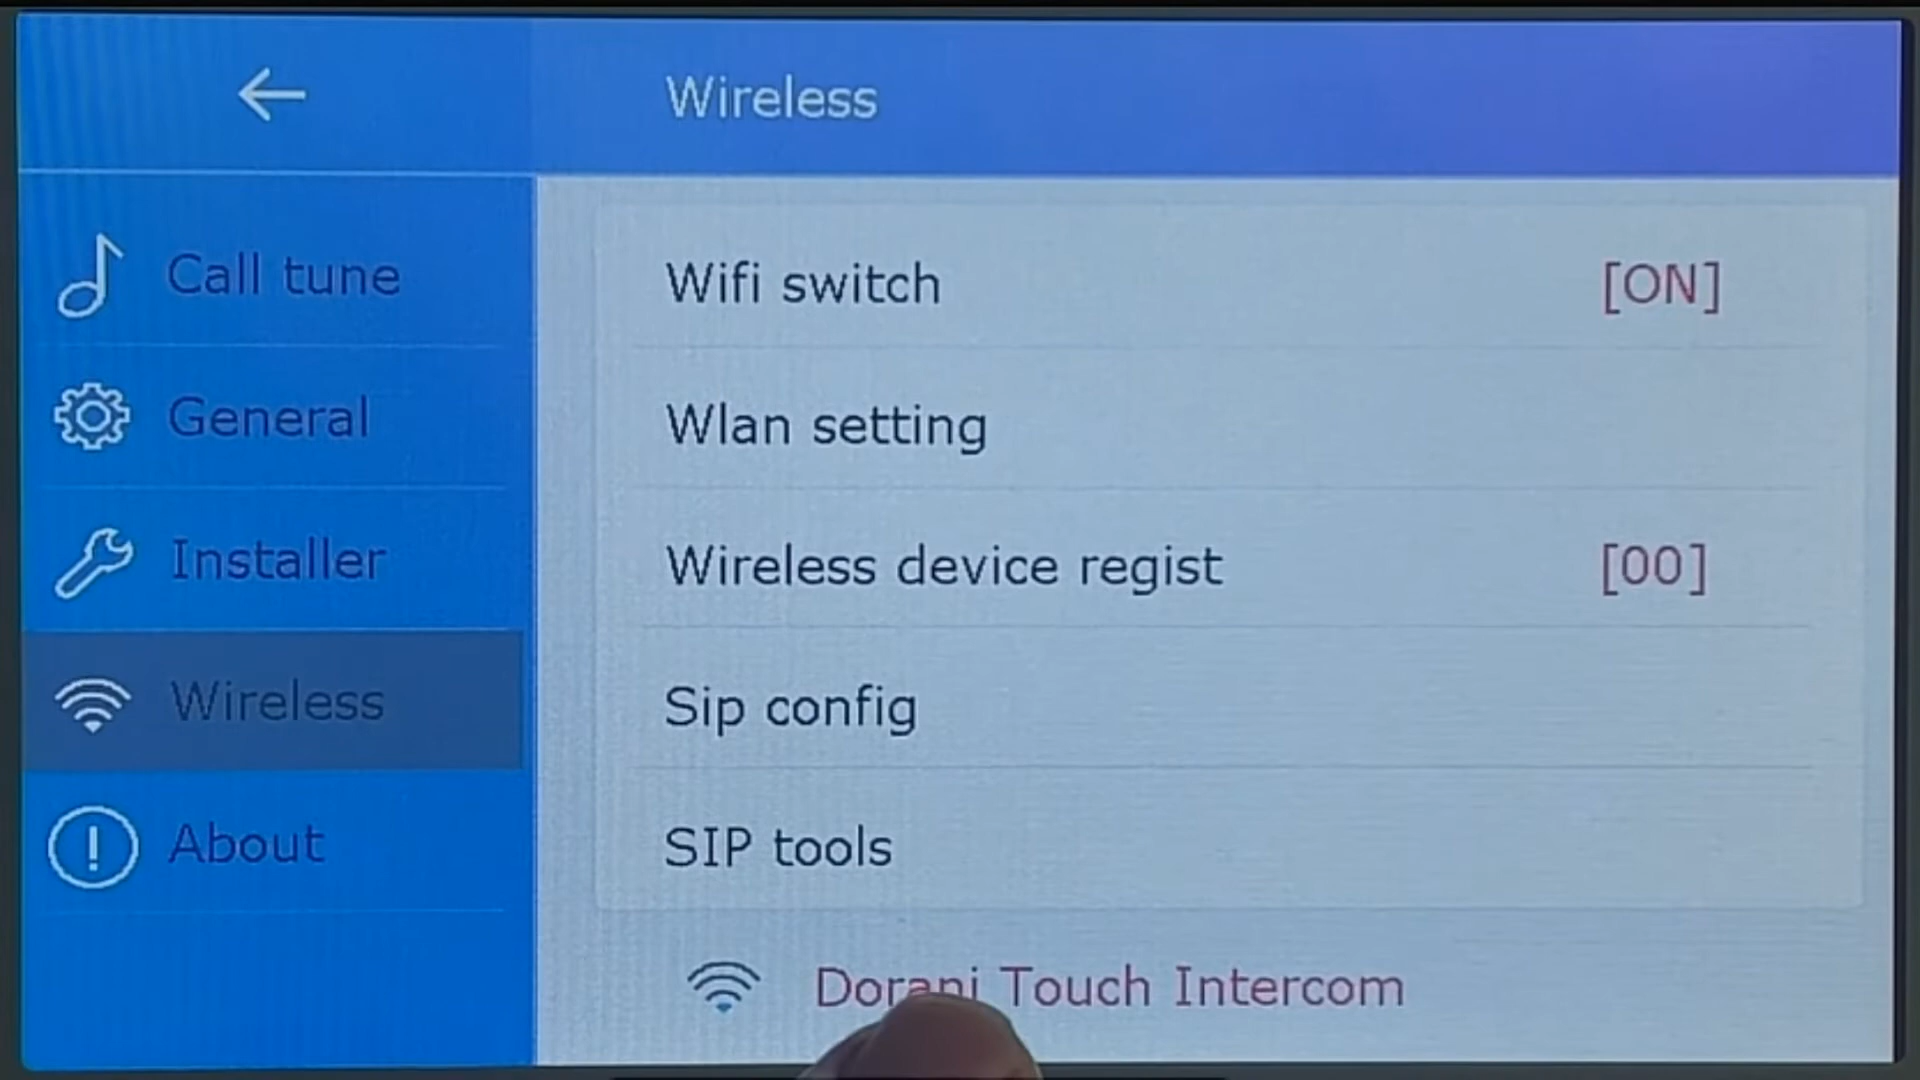 Wireless
Call tune
General
Installer
Wireless
About
Wifi switch [ON]
Wlan setting
Wireless device regist [00]
Sip config
SIP tools
Dorani Touch Intercom